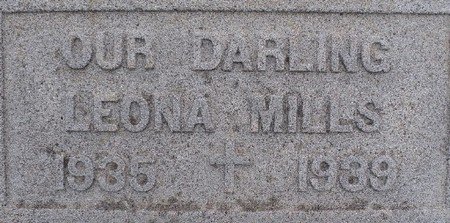 OUR DARLING
LEONA MILLS
1935 ✝ 1939